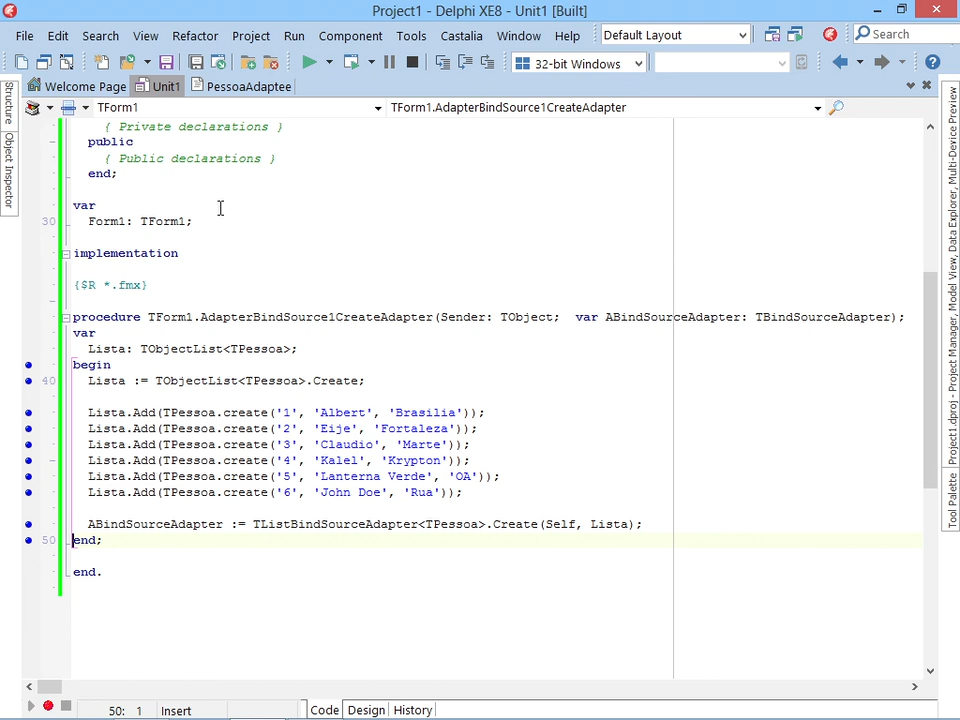 Project1 - Delphi XE8 - Unit1 [Built]
File Edit Search View Refactor Project Run Component Tools Castalia Window Help Default Layout Search
32-bit Windows
Welcome Page Unit1 PessoaAdaptee
TForm1 TForm1.AdapterBindSource1CreateAdapter
{ Private declarations }
public
{ Public declarations }
end;
var
30 Form1: TForm1;
implementation
{$R *.fmx}
procedure TForm1.AdapterBindSource1CreateAdapter(Sender: TObject; var ABindSourceAdapter: TBindSourceAdapter);
var
Lista: TObjectList<TPessoa>;
begin
40 Lista := TObjectList<TPessoa>.Create;
Lista.Add(TPessoa.create('1', 'Albert', 'Brasilia'));
Lista.Add(TPessoa.create('2', 'Eije', 'Fortaleza'));
Lista.Add(TPessoa.create('3', 'Claudio', 'Marte'));
Lista.Add(TPessoa.create('4', 'Kalel', 'Krypton'));
Lista.Add(TPessoa.create('5', 'Lanterna Verde', 'OA'));
Lista.Add(TPessoa.create('6', 'John Doe', 'Rua'));
ABindSourceAdapter := TListBindSourceAdapter<TPessoa>.Create(Self, Lista);
50 end;
end.
50: 1 Insert Code Design History
Structure
Object Inspector
Project1.dproj - Project Manager, Model View, Data Explorer, Multi-Device Preview
Tool Palette